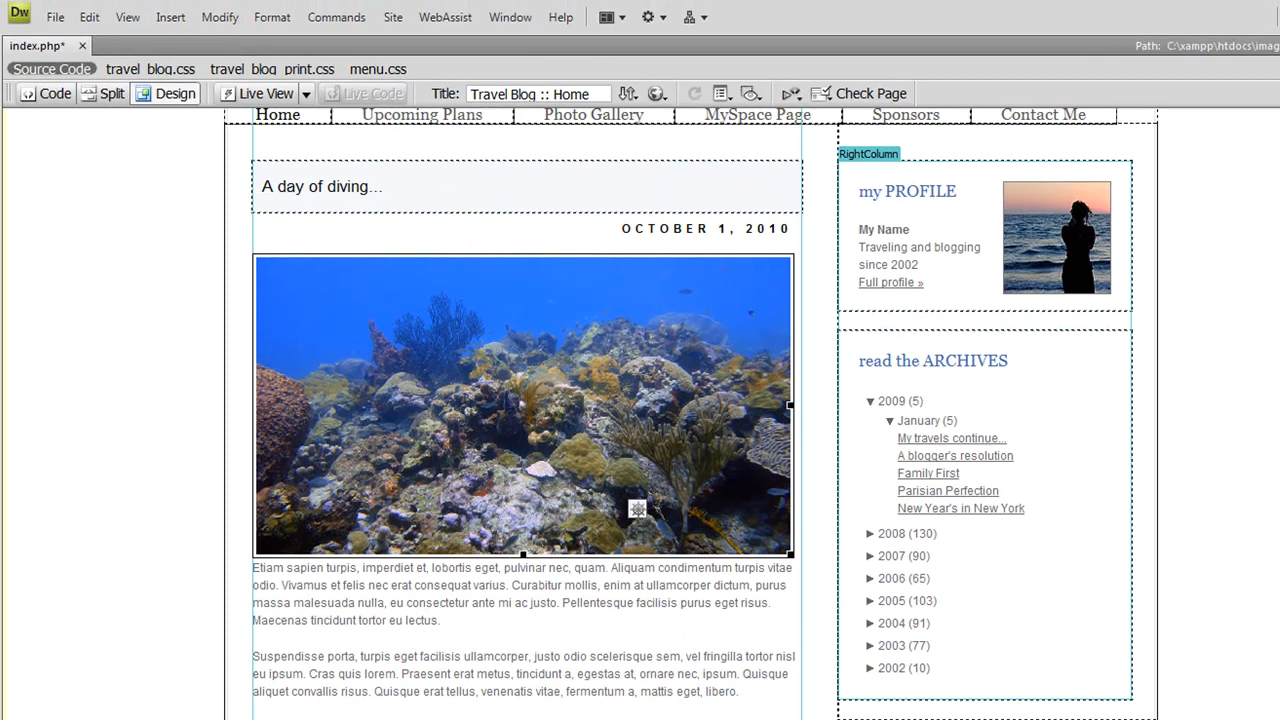 Dw File Edit View Insert Modify Format Commands Site WebAssist Window Help
index.php* × Path: C:\xampp\htdocs\imag
Source Code travel_blog.css travel_blog_print.css menu.css
Code Split Design Live View Live Code Title: Travel Blog :: Home Check Page
Home Upcoming Plans Photo Gallery MySpace Page Sponsors Contact Me
A day of diving...
OCTOBER 1, 2010
Etiam sapien turpis, imperdiet et, lobortis eget, pulvinar nec, quam. Aliquam condimentum turpis vitae
odio. Vivamus et felis nec erat consequat varius. Curabitur mollis, enim at ullamcorper dictum, purus
massa malesuada nulla, eu consectetur ante mi ac justo. Pellentesque facilisis purus eget risus.
Maecenas tincidunt tortor eu lectus.
Suspendisse porta, turpis eget facilisis ullamcorper, justo odio scelerisque sem, vel fringilla tortor nisl
eu ipsum. Cras quis lorem. Praesent erat metus, tincidunt a, egestas at, ornare nec, ipsum. Quisque
aliquet convallis risus. Quisque erat tellus, venenatis vitae, fermentum a, mattis eget, libero.
RightColumn
my PROFILE
My Name
Traveling and blogging
since 2002
Full profile »
read the ARCHIVES
▼ 2009 (5)
▼ January (5)
My travels continue...
A blogger's resolution
Family First
Parisian Perfection
New Year's in New York
► 2008 (130)
► 2007 (90)
► 2006 (65)
► 2005 (103)
► 2004 (91)
► 2003 (77)
► 2002 (10)